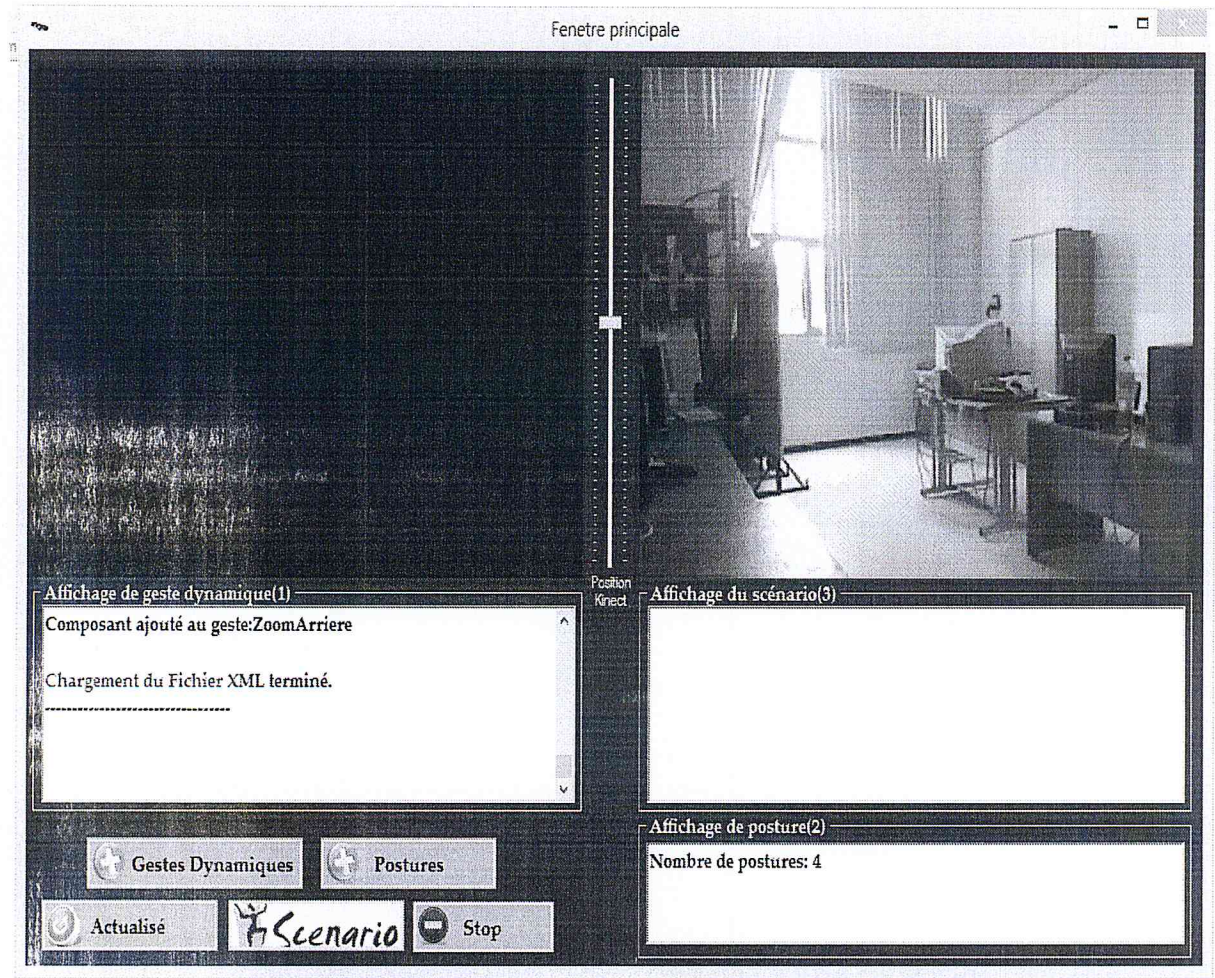 Fenetre principale
Position
Kinect
Affichage de geste dynamique(1)
Composant ajouté au geste:ZoomArriere
Chargement du Fichier XML terminé.
----------------------------------
Affichage du scénario(3)
Affichage de posture(2)
Nombre de postures: 4
Gestes Dynamiques
Postures
Actualisé
Scenario
Stop